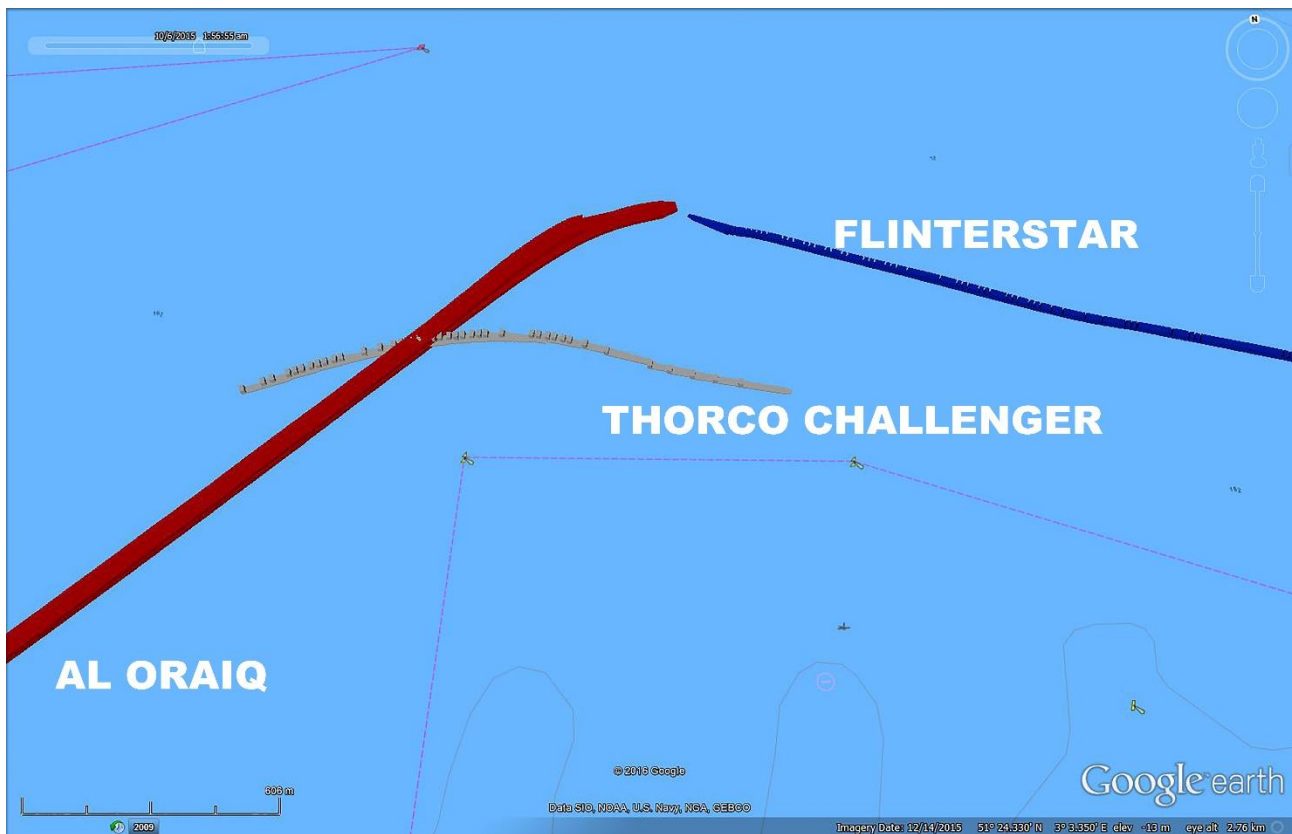 10/6/2015 1:56:55 am
N
FLINTERSTAR
THORCO CHALLENGER
AL ORAIQ
606 m
© 2016 Google
Data SIO, NOAA, U.S. Navy, NGA, GEBCO
Google earth
2009
Imagery Date: 12/14/2015 51° 24.330' N 3° 3.350' E elev -13 m eye alt 2.76 km